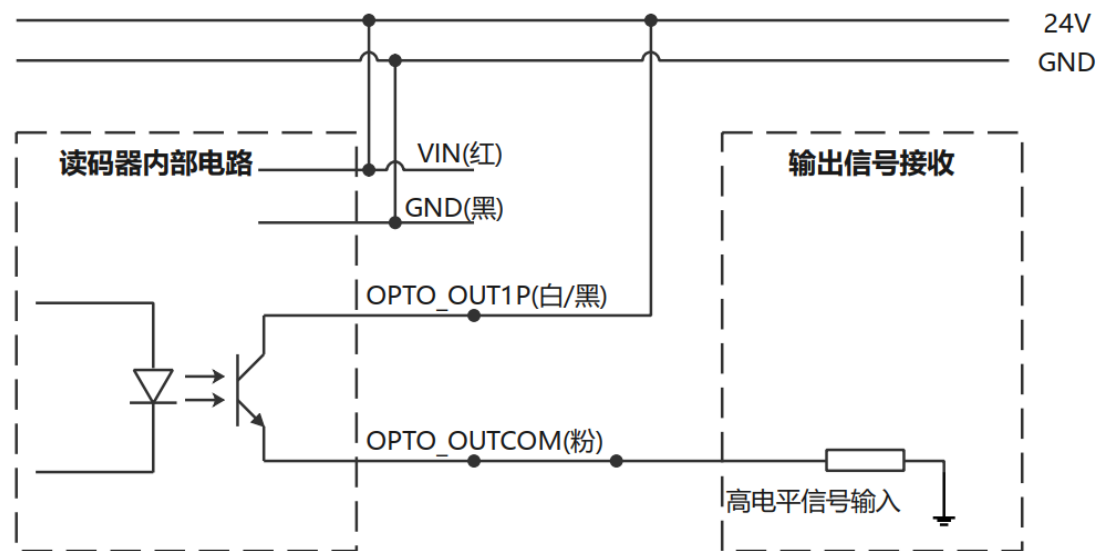 24V
GND
读码器内部电路
VIN(红)
输出信号接收
GND(黑)
OPTO_OUT1P(白/黑)
OPTO_OUTCOM(粉)
高电平信号输入